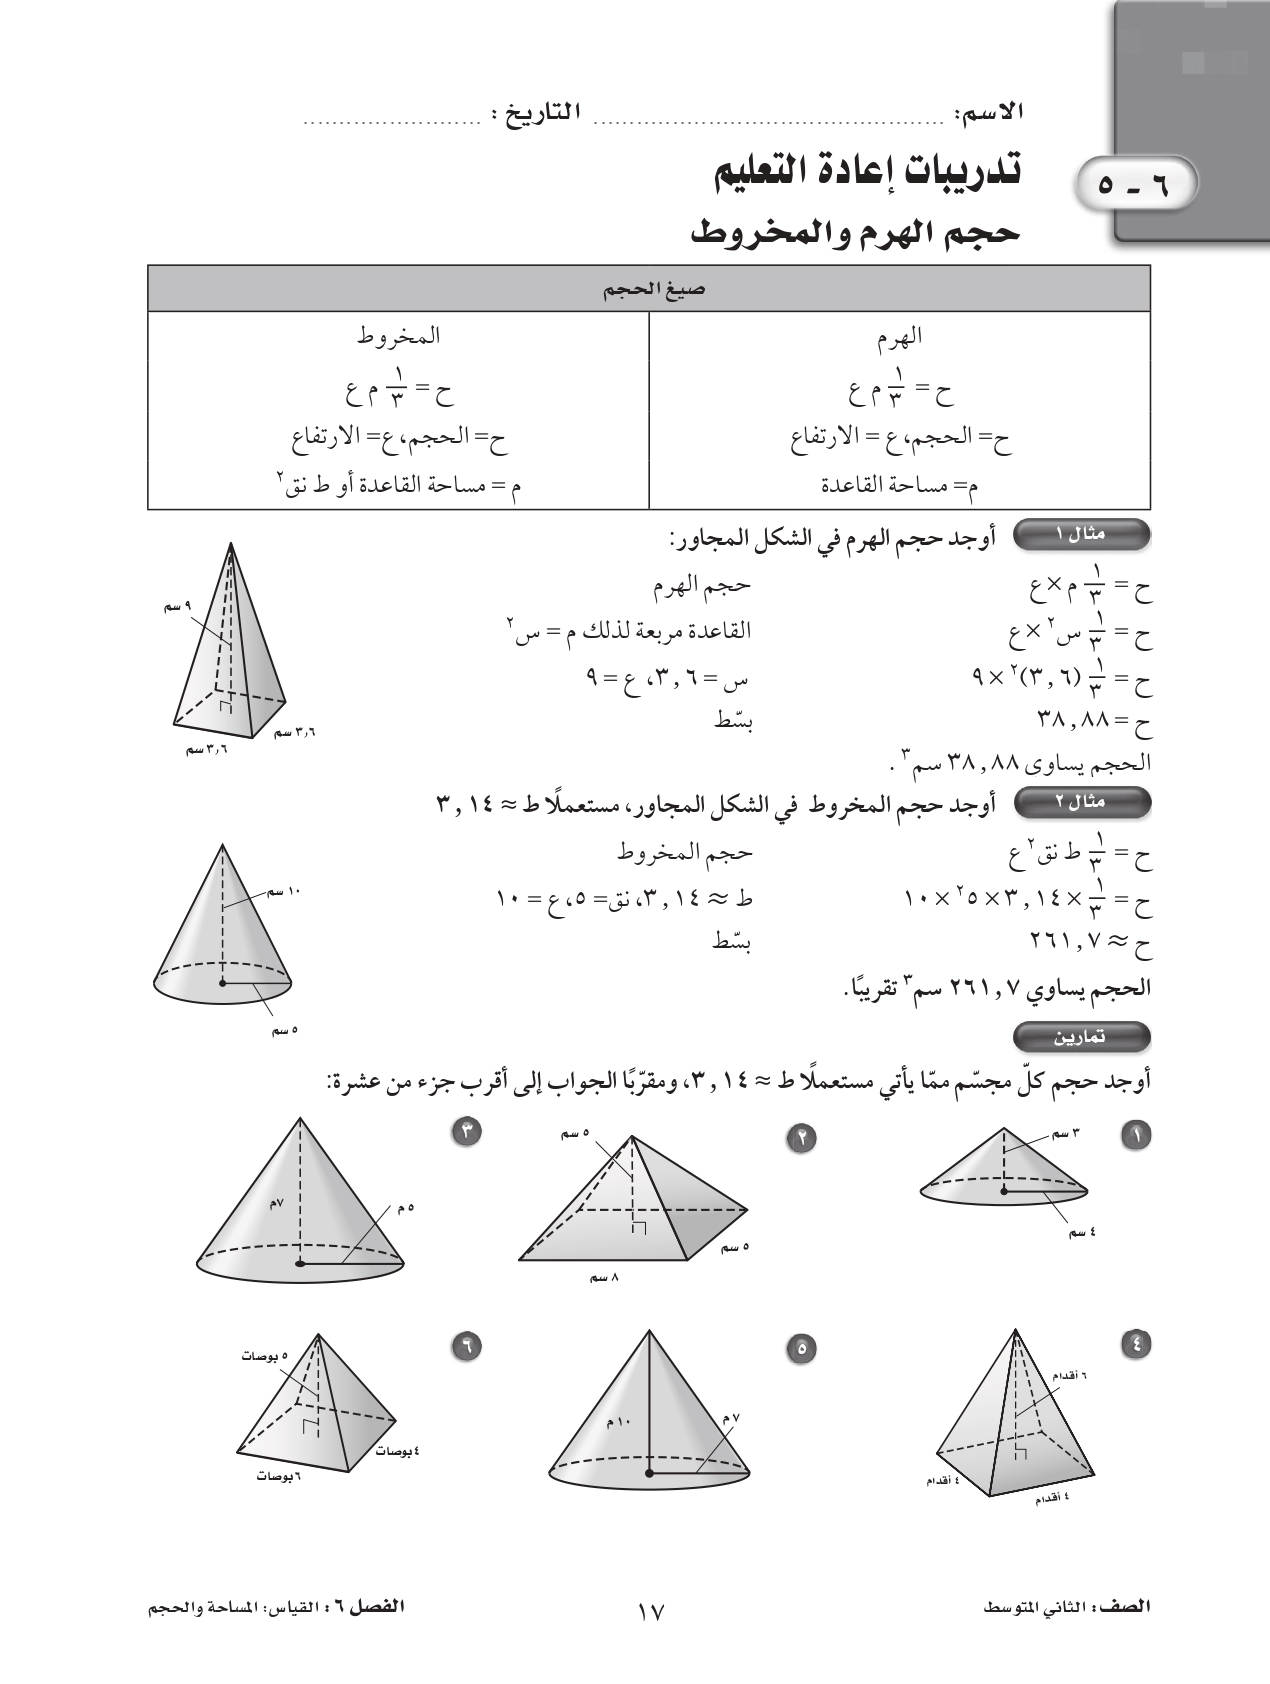 الاسم: ................................................ التاريخ : .........................
٦ - ٥
تدريبات إعادة التعليم
حجم الهرم والمخروط
صيغ الحجم
الهرم
ح = ١/٣ م ع
ح= الحجم،ع = الارتفاع
م= مساحة القاعدة
المخروط
ح = ١/٣ م ع
ح= الحجم،ع= الارتفاع
م = مساحة القاعدة أو ط نق٢
مثال ١ أوجد حجم الهرم في الشكل المجاور:
ح = ١/٣ م×ع حجم الهرم
ح = ١/٣ س٢ ×ع القاعدة مربعة لذلك م = س٢
ح = ١/٣ (٣,٦)٢ × ٩ س = ٣,٦، ع = ٩
ح = ٣٨,٨٨ بسّط
الحجم يساوى ٣٨,٨٨ سم٣ .
٩ سم
٣,٦ سم
٣,٦ سم
مثال ٢ أوجد حجم المخروط في الشكل المجاور، مستعملًا ط ≈ ٣,١٤
ح = ١/٣ ط نق٢ ع حجم المخروط
ح = ١/٣ × ٣,١٤ × ٥٢ × ١٠ ط ≈ ٣,١٤، نق= ٥،ع = ١٠
ح ≈ ٢٦١,٧ بسّط
الحجم يساوي ٢٦١,٧ سم٣ تقريبًا.
١٠ سم
٥ سم
تمارين
أوجد حجم كلّ مجسّم ممّا يأتي مستعملًا ط ≈ ٣,١٤، ومقرّبًا الجواب إلى أقرب جزء من عشرة:
١
٣ سم
٤ سم
٢
٥ سم
٥ سم
٨ سم
٣
٧م
٥ م
٤
٦ أقدام
٤ أقدام
٤ أقدام
٥
١٠ م
٧ م
٦
٥ بوصات
٤ بوصات
٦ بوصات
الصف: الثاني المتوسط
١٧
الفصل ٦ : القياس: المساحة والحجم